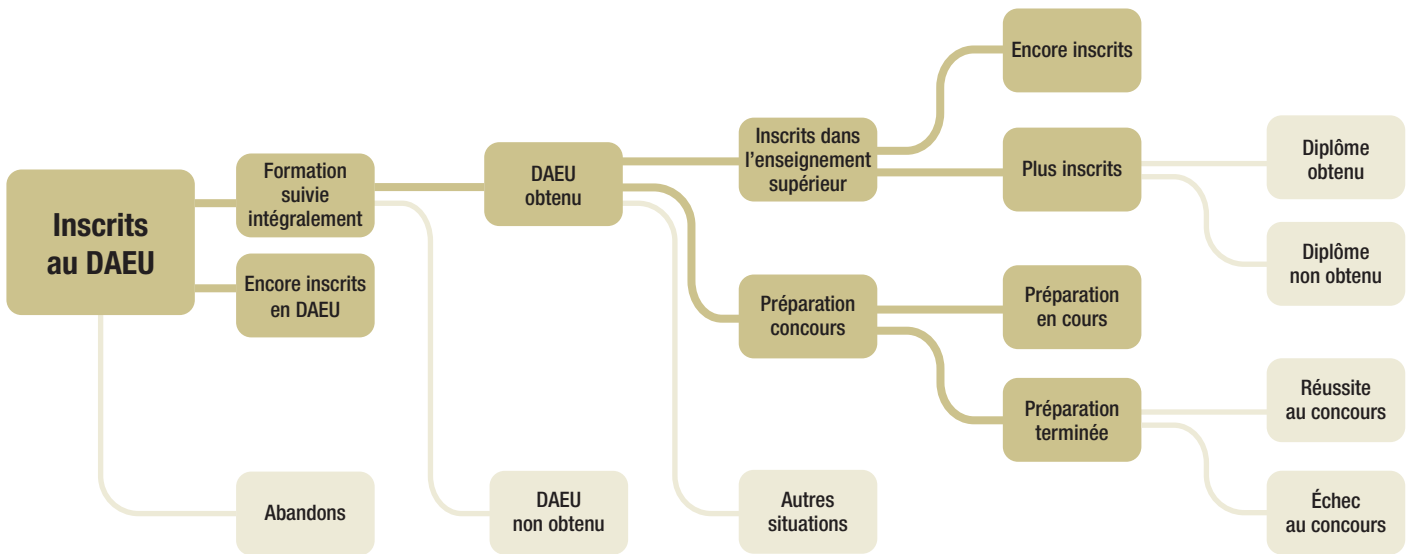 Inscrits
au DAEU
Formation
suivie
intégralement
Encore inscrits
en DAEU
Abandons
DAEU
obtenu
DAEU
non obtenu
Inscrits dans
l’enseignement
supérieur
Préparation
concours
Autres
situations
Encore inscrits
Plus inscrits
Préparation
en cours
Préparation
terminée
Diplôme
obtenu
Diplôme
non obtenu
Réussite
au concours
Échec
au concours